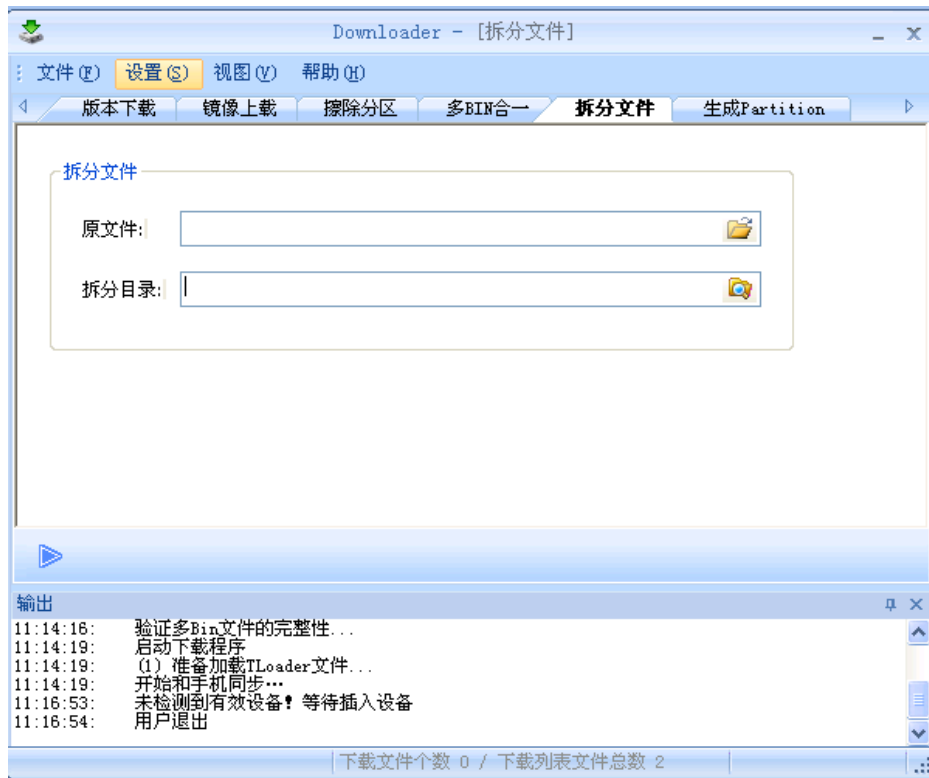 Downloader - [拆分文件]
文件(F) 设置(S) 视图(V) 帮助(H)
版本下载 镜像上载 擦除分区 多BIN合一 拆分文件 生成Partition
拆分文件
原文件:
拆分目录:
输出
11:14:16: 验证多Bin文件的完整性...
11:14:19: 启动下载程序
11:14:19: (1) 准备加载TLoader文件...
11:14:19: 开始和手机同步…
11:16:53: 未检测到有效设备! 等待插入设备
11:16:54: 用户退出
下载文件个数 0 / 下载列表文件总数 2